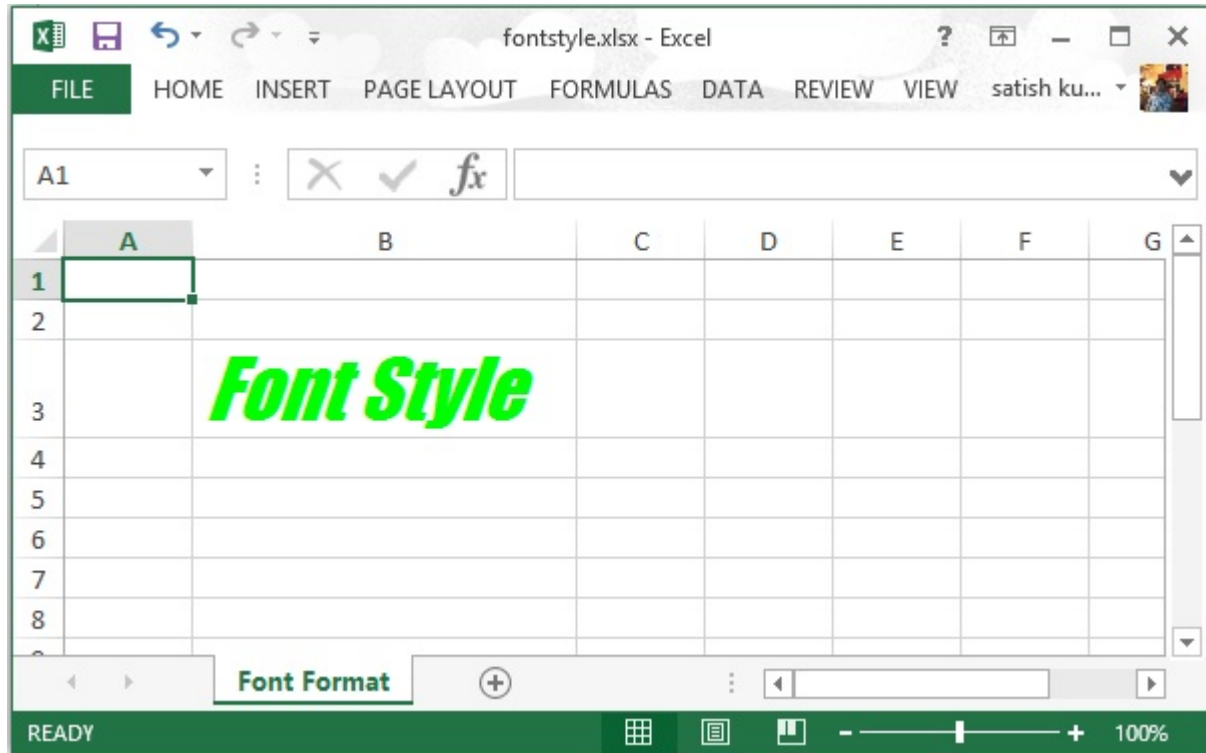 fontstyle.xlsx - Excel ?
FILE HOME INSERT PAGE LAYOUT FORMULAS DATA REVIEW VIEW satish ku...
A1 fx
A B C D E F G
1
2
3 Font Style
4
5
6
7
8
Font Format
READY 100%